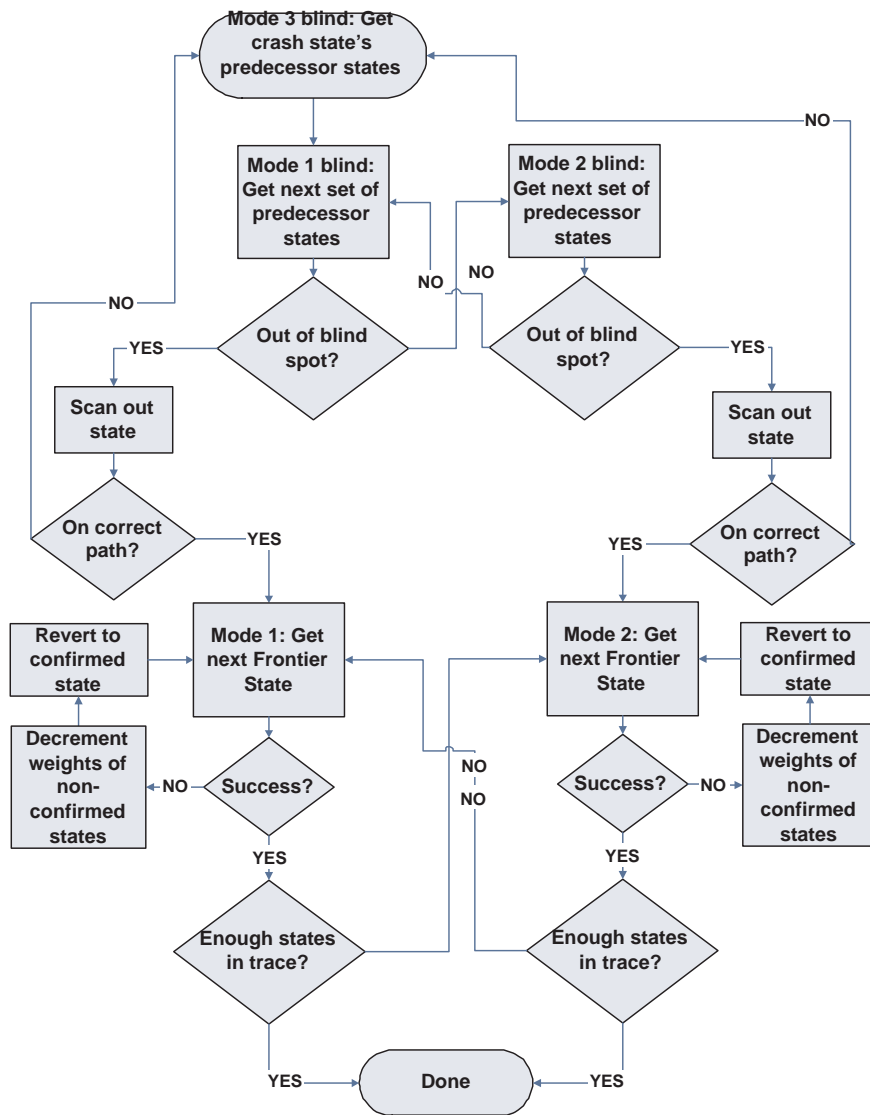 Mode 3 blind: Get
crash state's
predecessor states
NO
Mode 1 blind:
Get next set of
predecessor
states
Mode 2 blind:
Get next set of
predecessor
states
NO
NO
NO
Out of blind
spot?
Out of blind
spot?
YES
YES
Scan out
state
Scan out
state
On correct
path?
On correct
path?
YES
YES
Revert to
confirmed
state
Mode 1: Get
next Frontier
State
Mode 2: Get
next Frontier
State
Revert to
confirmed
state
Decrement
weights of
non-
confirmed
states
NO
Success?
NO
NO
Success?
NO
Decrement
weights of
non-
confirmed
states
YES
YES
Enough states
in trace?
Enough states
in trace?
YES
Done
YES